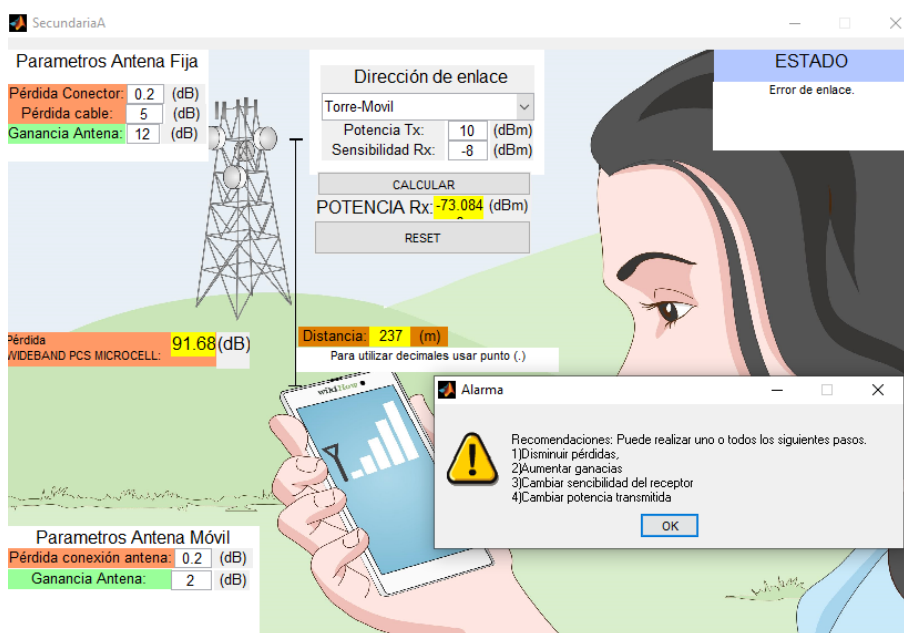 SecundariaA
Parametros Antena Fija
Pérdida Conector: 0.2 (dB)
Pérdida cable: 5 (dB)
Ganancia Antena: 12 (dB)
Dirección de enlace
Torre-Movil
Potencia Tx: 10 (dBm)
Sensibilidad Rx: -8 (dBm)
CALCULAR
POTENCIA Rx: -73.084 (dBm)
RESET
ESTADO
Error de enlace.
Pérdida
WIDEBAND PCS MICROCELL: 91.68 (dB)
Distancia: 237 (m)
Para utilizar decimales usar punto (.)
wikiHow
Alarma
Recomendaciones: Puede realizar uno o todos los siguientes pasos.
1)Disminuir pérdidas,
2)Aumentar ganacias
3)Cambiar sencibilidad del receptor
4)Cambiar potencia transmitida
OK
Parametros Antena Móvil
Pérdida conexión antena: 0.2 (dB)
Ganancia Antena: 2 (dB)